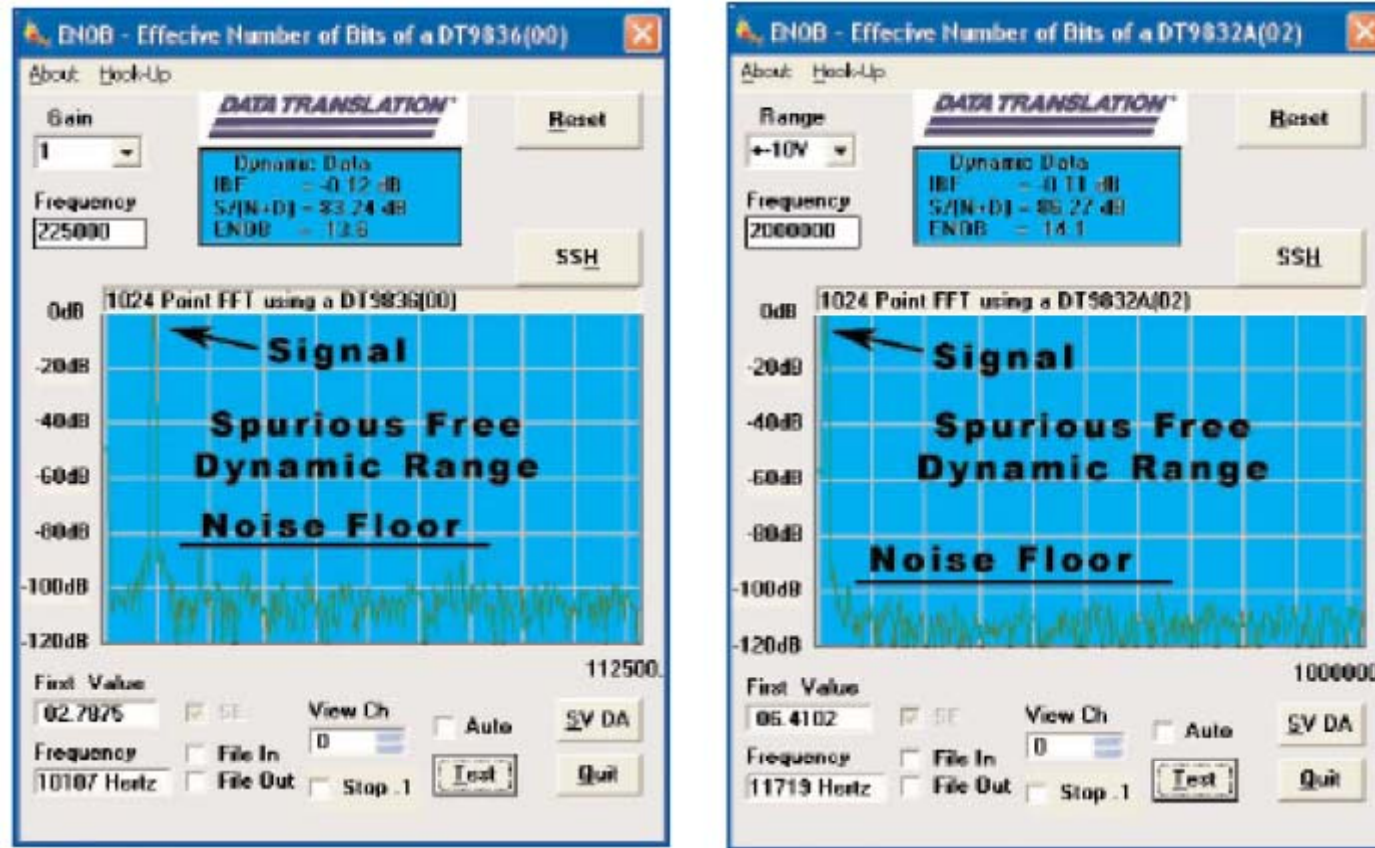 ENOB - Effecive Number of Bits of a DT9836(00)
About Hook-Up
Gain
DATA TRANSLATION
Reset
1
Dynamic Data
IBF = -0.12 dB
S/(N+D) = 83.24 dB
ENOB = 13.6
Frequency
225000
SSH
1024 Point FFT using a DT9836(00)
0dB
-20dB
-40dB
-60dB
-80dB
-100dB
-120dB
Signal
Spurious Free
Dynamic Range
Noise Floor
112500.
First Value
02.7875
SE
View Ch
0
Auto
SV DA
Frequency
10107 Hertz
File In
File Out
Stop .1
Test
Quit
ENOB - Effecive Number of Bits of a DT9832A(02)
About Hook-Up
Range
DATA TRANSLATION
Reset
+-10V
Dynamic Data
IBF = -0.11 dB
S/(N+D) = 86.27 dB
ENOB = 14.1
Frequency
2000000
SSH
1024 Point FFT using a DT9832A(02)
0dB
-20dB
-40dB
-60dB
-80dB
-100dB
-120dB
Signal
Spurious Free
Dynamic Range
Noise Floor
1000000
First Value
06.4102
SE
View Ch
0
Auto
SV DA
Frequency
11719 Hertz
File In
File Out
Stop .1
Test
Quit